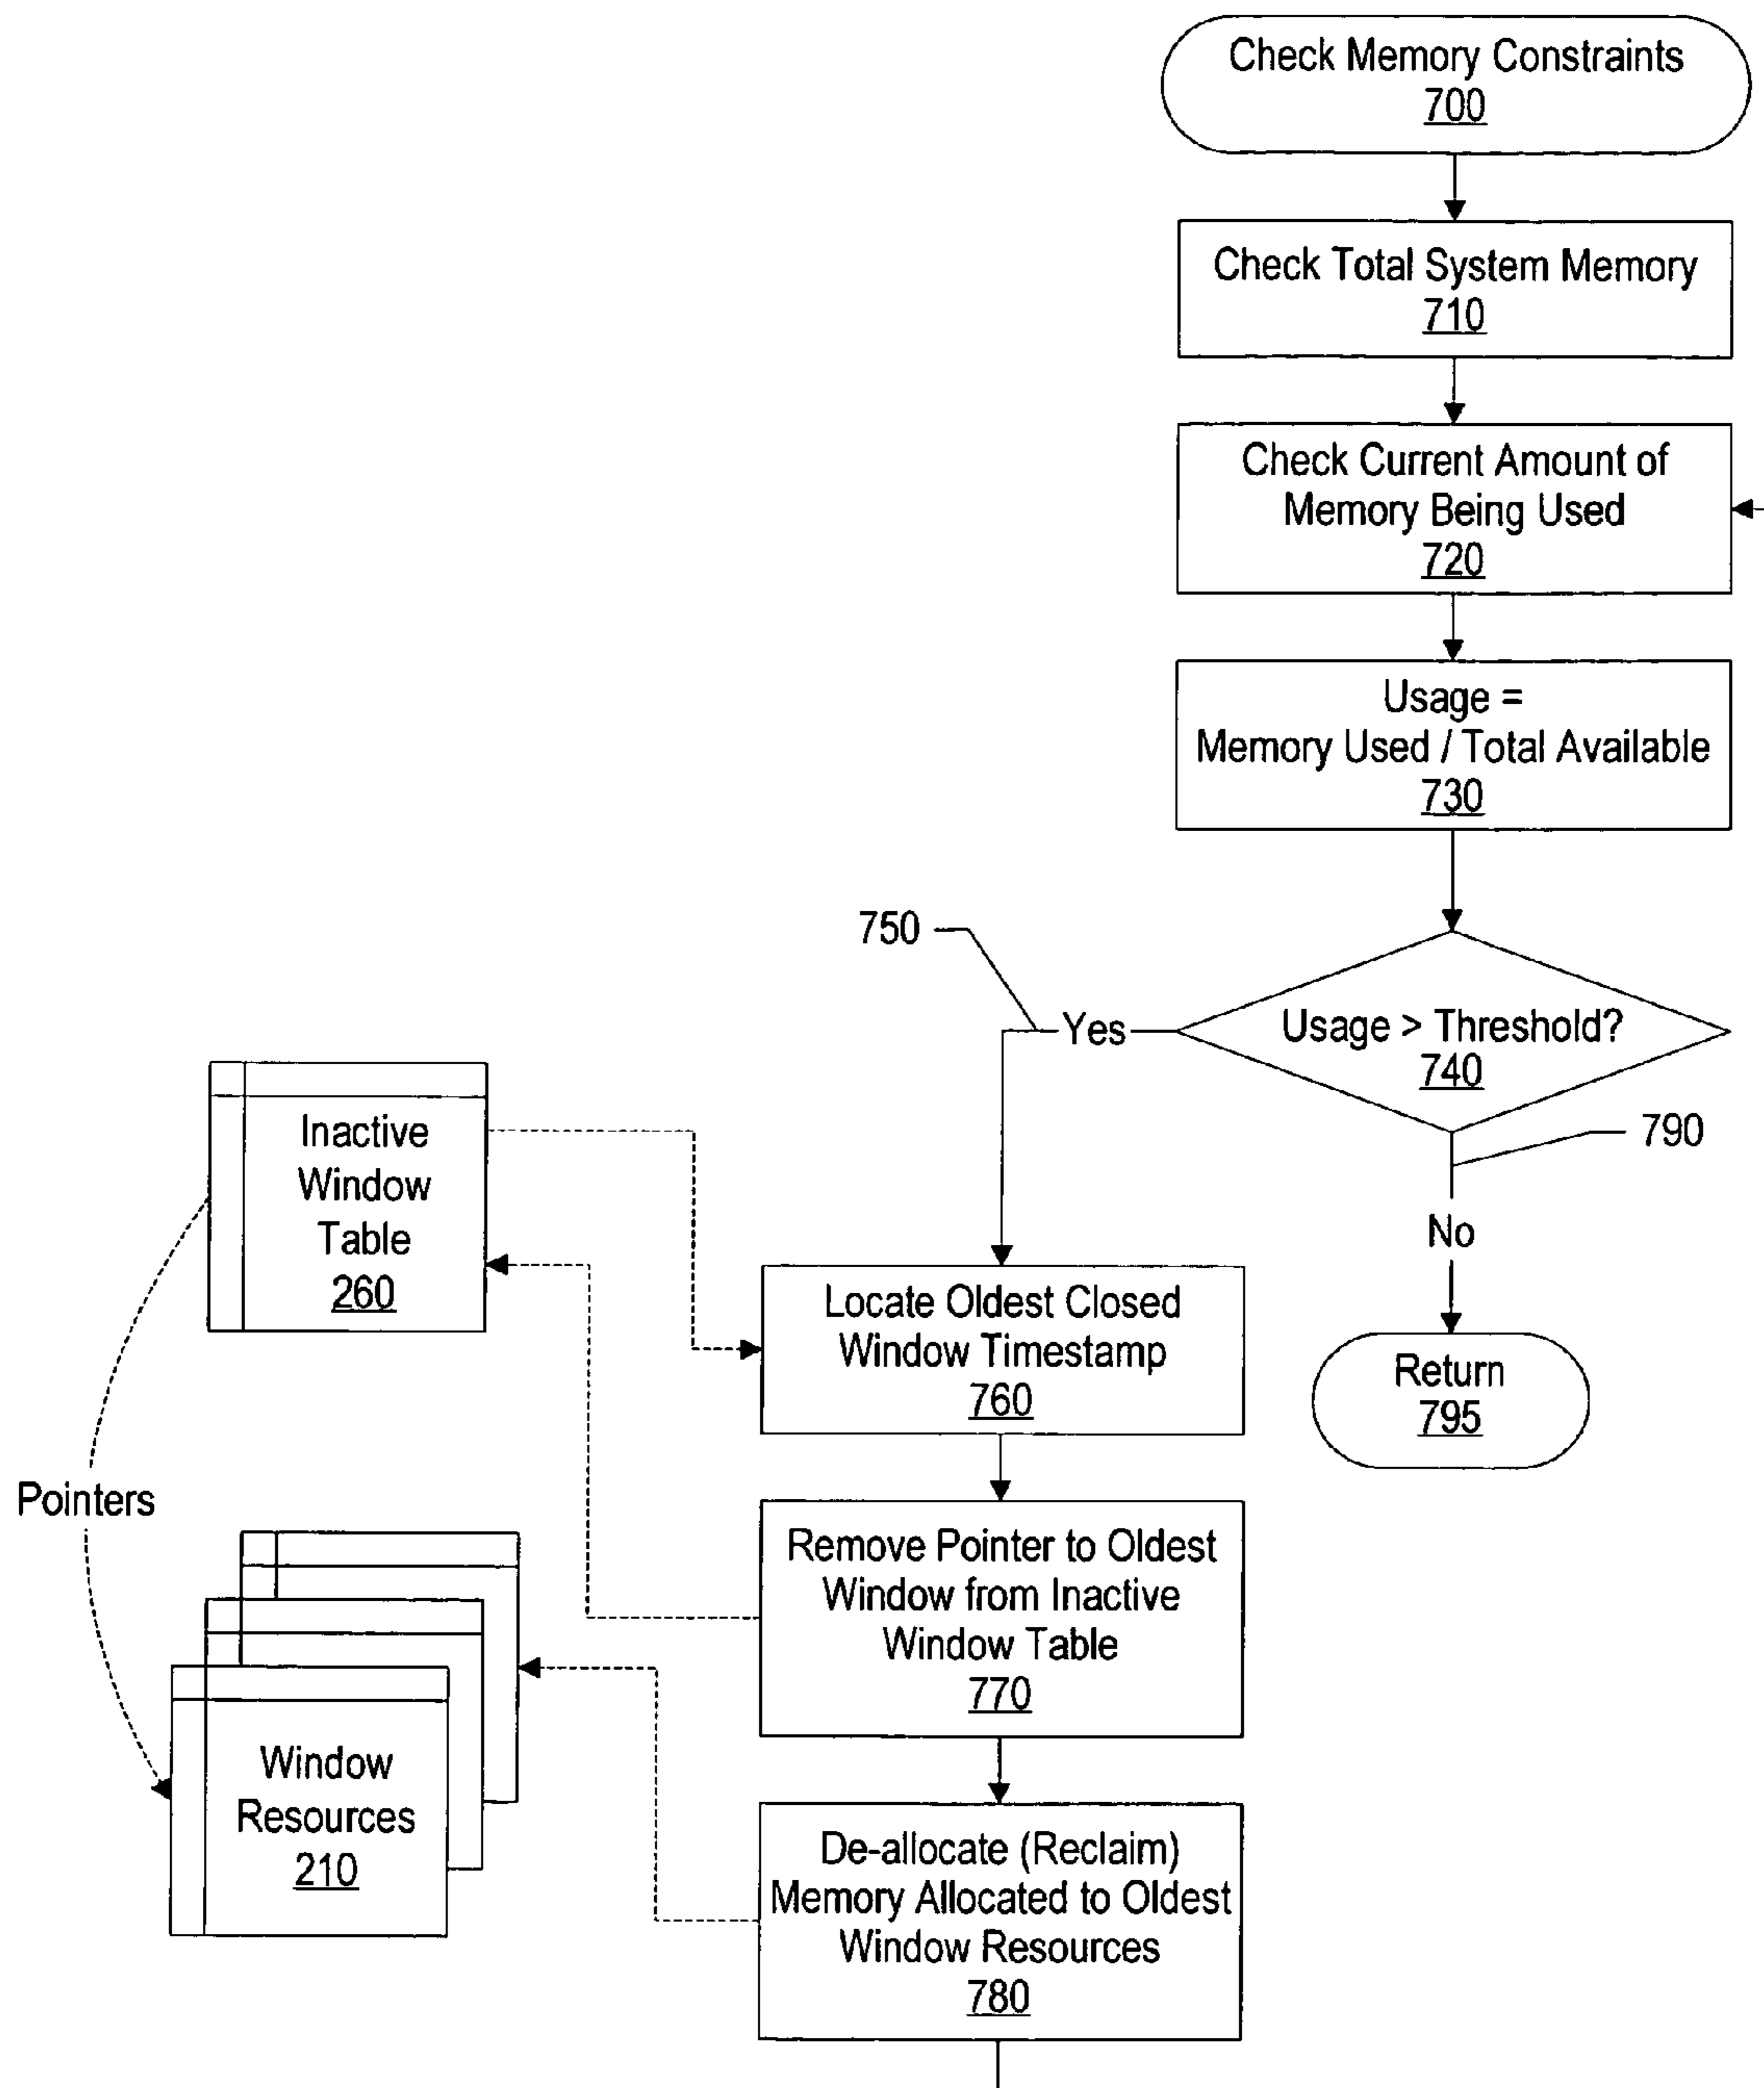 Check Memory Constraints
700
Check Total System Memory
710
Check Current Amount of
Memory Being Used
720
Usage =
Memory Used / Total Available
730
750
Yes
Usage > Threshold?
740
790
No
Return
795
Inactive
Window
Table
260
Locate Oldest Closed
Window Timestamp
760
Pointers
Remove Pointer to Oldest
Window from Inactive
Window Table
770
Window
Resources
210
De-allocate (Reclaim)
Memory Allocated to Oldest
Window Resources
780